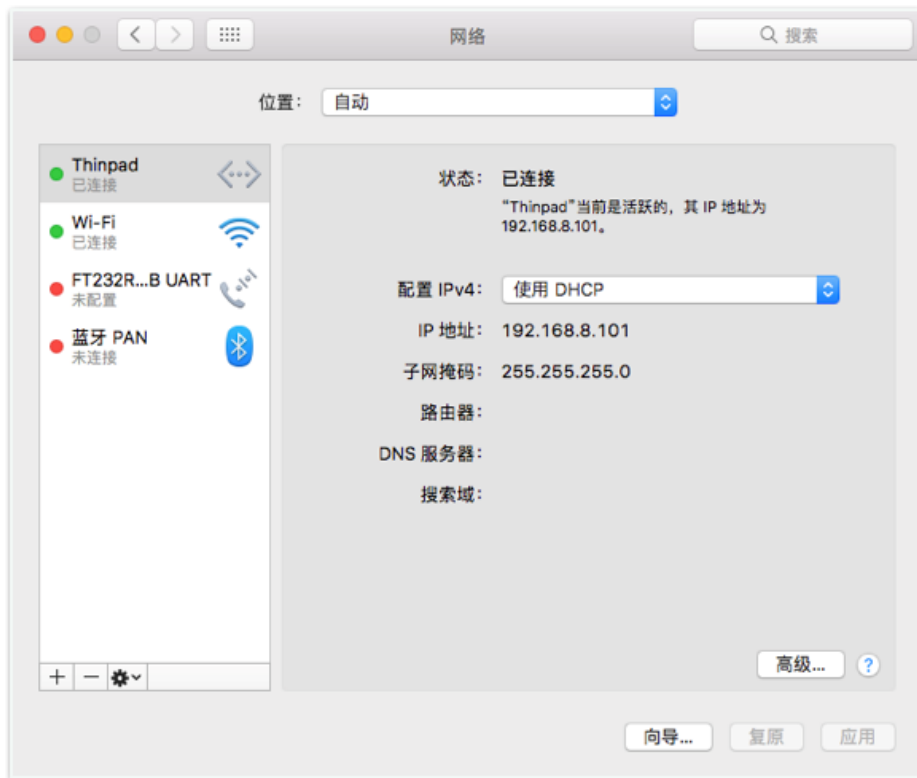 网络
搜索
位置： 自动
Thinpad
已连接
Wi-Fi
已连接
FT232R...B UART
未配置
蓝牙 PAN
未连接
状态： 已连接
“Thinpad”当前是活跃的，其 IP 地址为
192.168.8.101。
配置 IPv4： 使用 DHCP
IP 地址： 192.168.8.101
子网掩码： 255.255.255.0
路由器：
DNS 服务器：
搜索域：
高级... ?
向导... 复原 应用